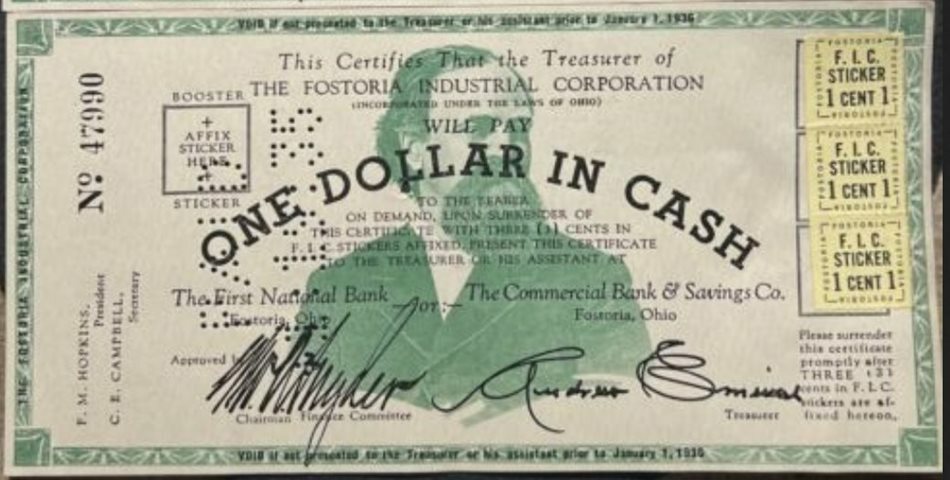 VOID if not presented to the Treasurer or his assistant prior to January 1, 1936
This Certifies That the Treasurer of
THE FOSTORIA INDUSTRIAL CORPORATION
(INCORPORATED UNDER THE LAWS OF OHIO)
WILL PAY
ONE DOLLAR IN CASH
TO THE BEARER
ON DEMAND, UPON SURRENDER OF
THIS CERTIFICATE WITH THREE (3) CENTS IN
F. I. C. STICKERS AFFIXED. PRESENT THIS CERTIFICATE
TO THE TREASURER OR HIS ASSISTANT AT
The First National Bank —or:— The Commercial Bank & Savings Co.
Fostoria, Ohio
Fostoria, Ohio
Approved by
Chairman Finance Committee
Treasurer
No. 47990
F. M. HOPKINS,
President
C. E. CAMPBELL,
Secretary
BOOSTER
+
AFFIX
STICKER
HERE
+
STICKER
FOSTORIA
F. I. C.
STICKER
1 CENT 1
FOSTORIA
FOSTORIA
F. I. C.
STICKER
1 CENT 1
FOSTORIA
FOSTORIA
F. I. C.
STICKER
1 CENT 1
FOSTORIA
Please surrender
this certificate
promptly after
THREE (3)
cents in F. I. C.
stickers are af-
fixed hereon.
THE FOSTORIA INDUSTRIAL CORPORATION
VOID if not presented to the Treasurer or his assistant prior to January 1, 1936